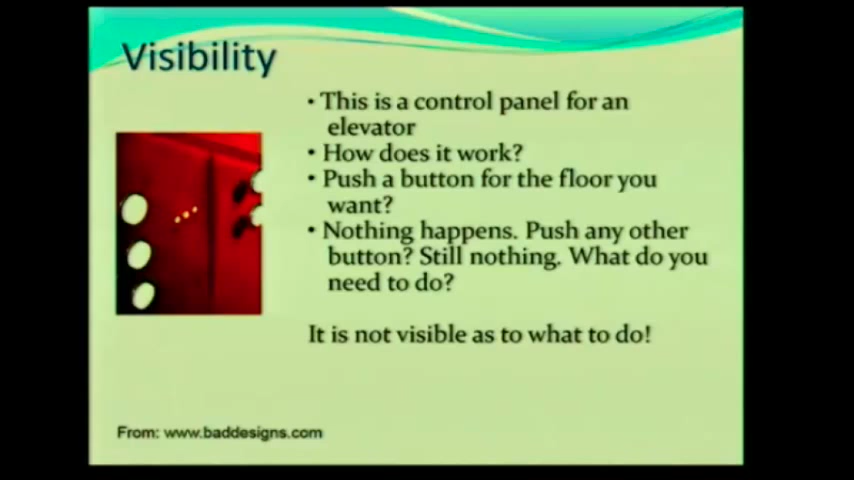 Visibility
• This is a control panel for an
elevator
• How does it work?
• Push a button for the floor you
want?
• Nothing happens. Push any other
button? Still nothing. What do you
need to do?
It is not visible as to what to do!
From: www.baddesigns.com